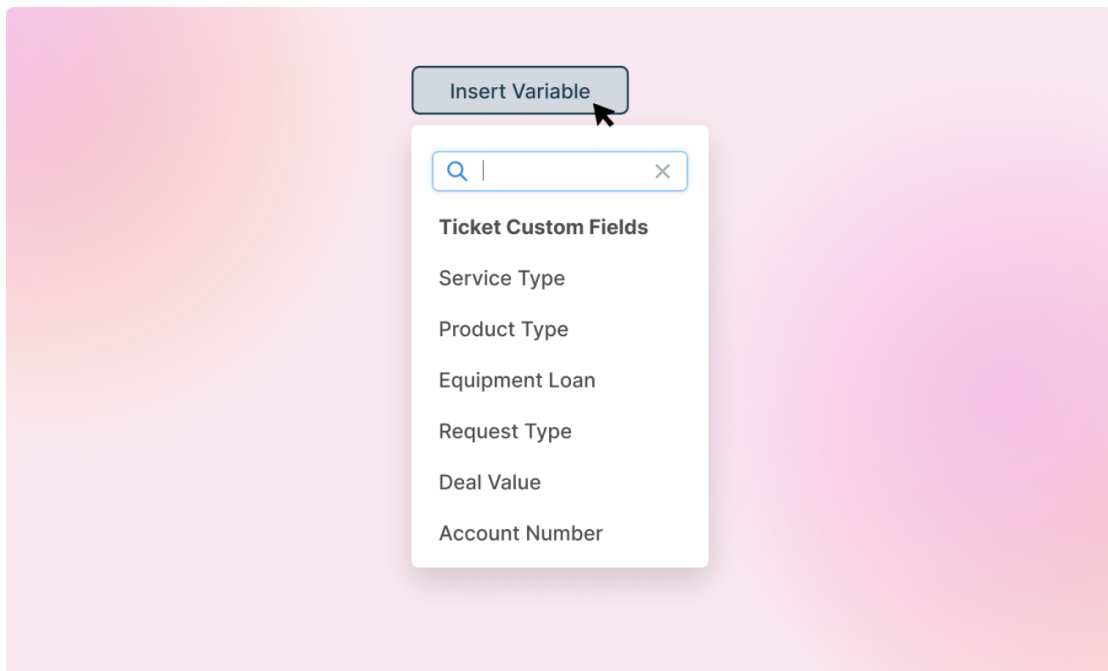 Insert Variable
Ticket Custom Fields
Service Type
Product Type
Equipment Loan
Request Type
Deal Value
Account Number